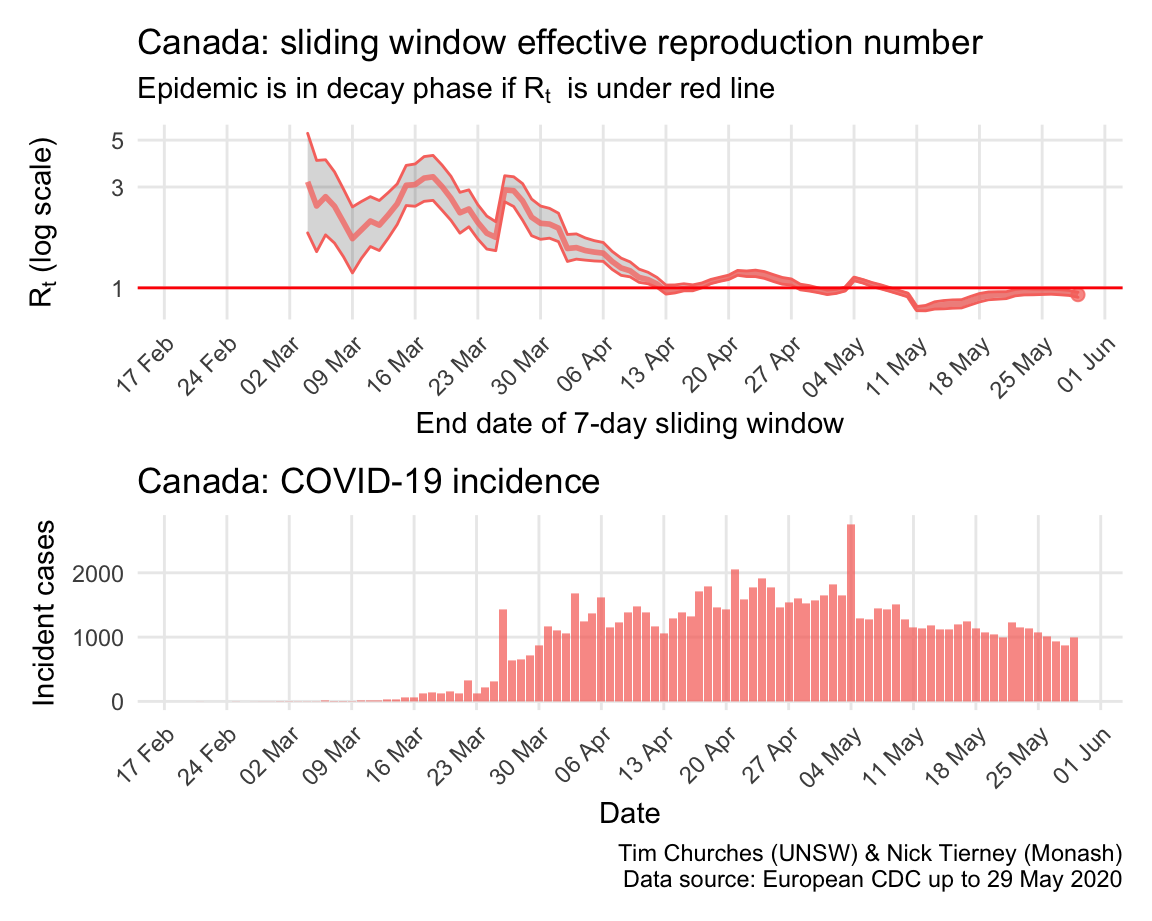 Canada: sliding window effective reproduction number
Epidemic is in decay phase if Rt is under red line
Rt (log scale)
5
3
1
17 Feb
24 Feb
02 Mar
09 Mar
16 Mar
23 Mar
30 Mar
06 Apr
13 Apr
20 Apr
27 Apr
04 May
11 May
18 May
25 May
01 Jun
End date of 7-day sliding window
Canada: COVID-19 incidence
Incident cases
2000
1000
0
17 Feb
24 Feb
02 Mar
09 Mar
16 Mar
23 Mar
30 Mar
06 Apr
13 Apr
20 Apr
27 Apr
04 May
11 May
18 May
25 May
01 Jun
Date
Tim Churches (UNSW) & Nick Tierney (Monash)
Data source: European CDC up to 29 May 2020